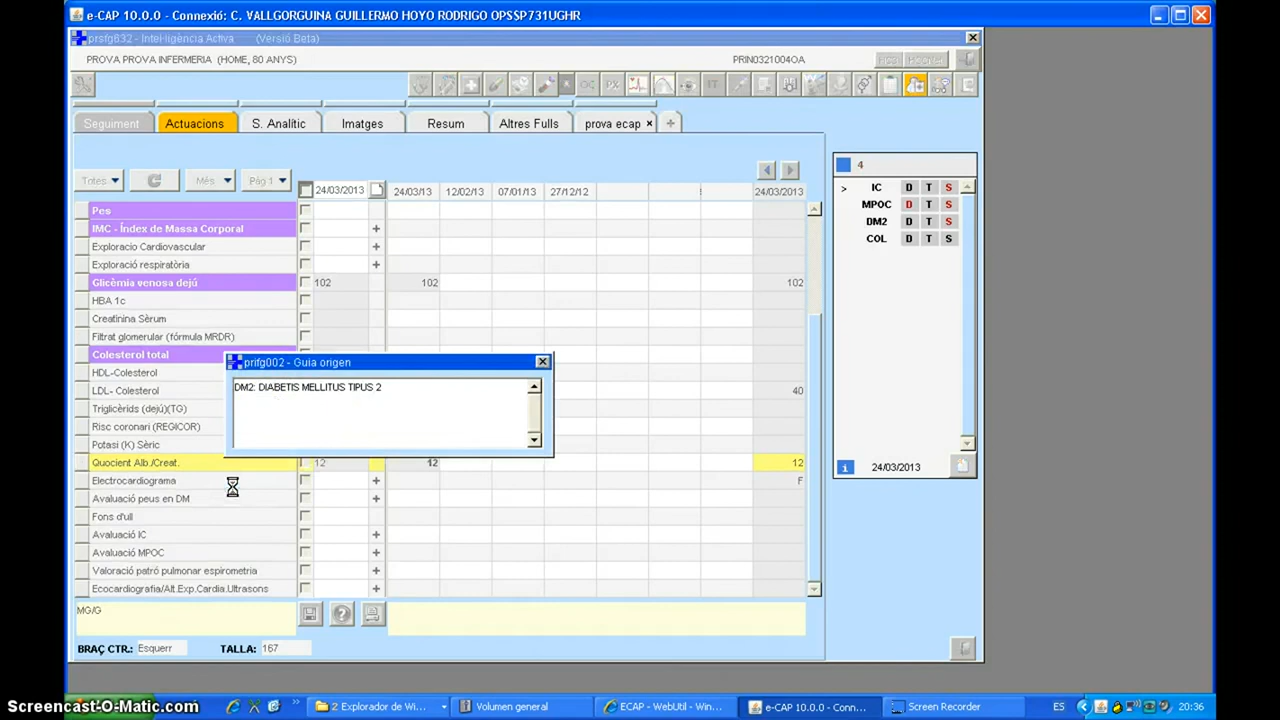 e-CAP 10.0.0 - Connexió: C. VALLGORGUINA GUILLERMO HOYO RODRIGO OPS$P731UGHR
prsfg632 - Intel·ligència Activa (Versió Beta)
PROVA PROVA INFERMERIA (HOME, 80 ANYS) PRIN0321004OA
PX IT
Seguiment Actuacions S. Analític Imatges Resum Altres Fulls prova ecap × +
4
Totes Més Pàg 1 24/03/2013 24/03/13 12/02/13 07/01/13 27/12/12 24/03/2013
> IC D T S
MPOC D T S
DM2 D T S
COL D T S
Pes
IMC - Índex de Massa Corporal +
Exploracio Cardiovascular +
Exploració respiratòria +
Glicèmia venosa dejú 102 102 102
HBA 1c
Creatinina Sèrum
Filtrat glomerular (fórmula MRDR)
Colesterol total
prifg002 - Guia origen
HDL-Colesterol
DM2: DIABETIS MELLITUS TIPUS 2
LDL- Colesterol 40
Triglicèrids (dejú)(TG)
Risc coronari (REGICOR)
Potasi (K) Sèric
Quocient Alb./Creat. 12 12 12
i 24/03/2013
Electrocardiograma + F
Avaluació peus en DM +
Fons d'ull
Avaluació IC +
Avaluació MPOC +
Valoració patró pulmonar espirometria +
Ecocardiografia/Alt.Exp.Cardia.Ultrasons +
MG/G
?
BRAÇ CTR.: Esquerr TALLA: 167
Screencast-O-Matic.com
» 2 Explorador de Wi... Volumen general ECAP - WebUtil - Win... e-CAP 10.0.0 - Conn... Screen Recorder ES 20:36